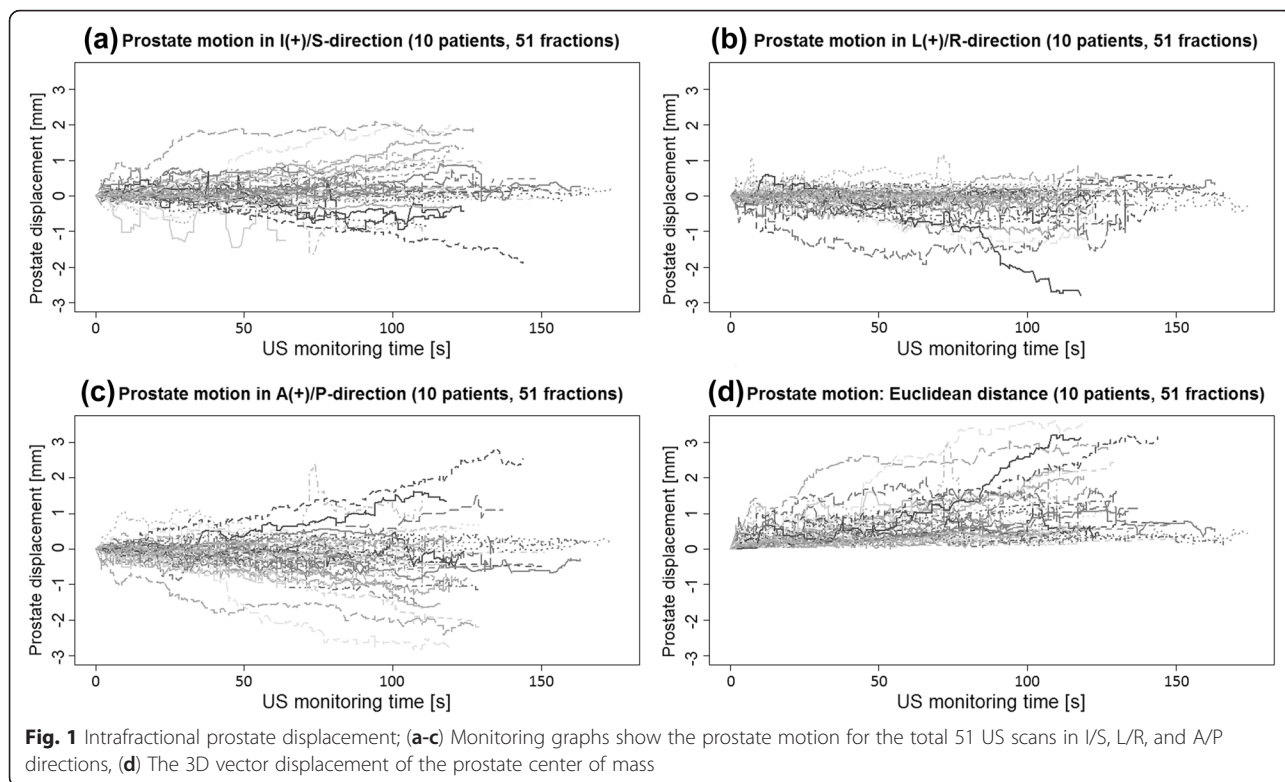 (a) Prostate motion in I(+)/S-direction (10 patients, 51 fractions)
Prostate displacement [mm]
3
2
1
0
-1
-2
-3
0 50 100 150
US monitoring time [s]
(b) Prostate motion in L(+)/R-direction (10 patients, 51 fractions)
Prostate displacement [mm]
3
2
1
0
-1
-2
-3
0 50 100 150
US monitoring time [s]
(c) Prostate motion in A(+)/P-direction (10 patients, 51 fractions)
Prostate displacement [mm]
3
2
1
0
-1
-2
-3
0 50 100 150
US monitoring time [s]
(d) Prostate motion: Euclidean distance (10 patients, 51 fractions)
Prostate displacement [mm]
3
2
1
0
-1
-2
-3
0 50 100 150
US monitoring time [s]
Fig. 1 Intrafractional prostate displacement; (a-c) Monitoring graphs show the prostate motion for the total 51 US scans in I/S, L/R, and A/P
directions, (d) The 3D vector displacement of the prostate center of mass